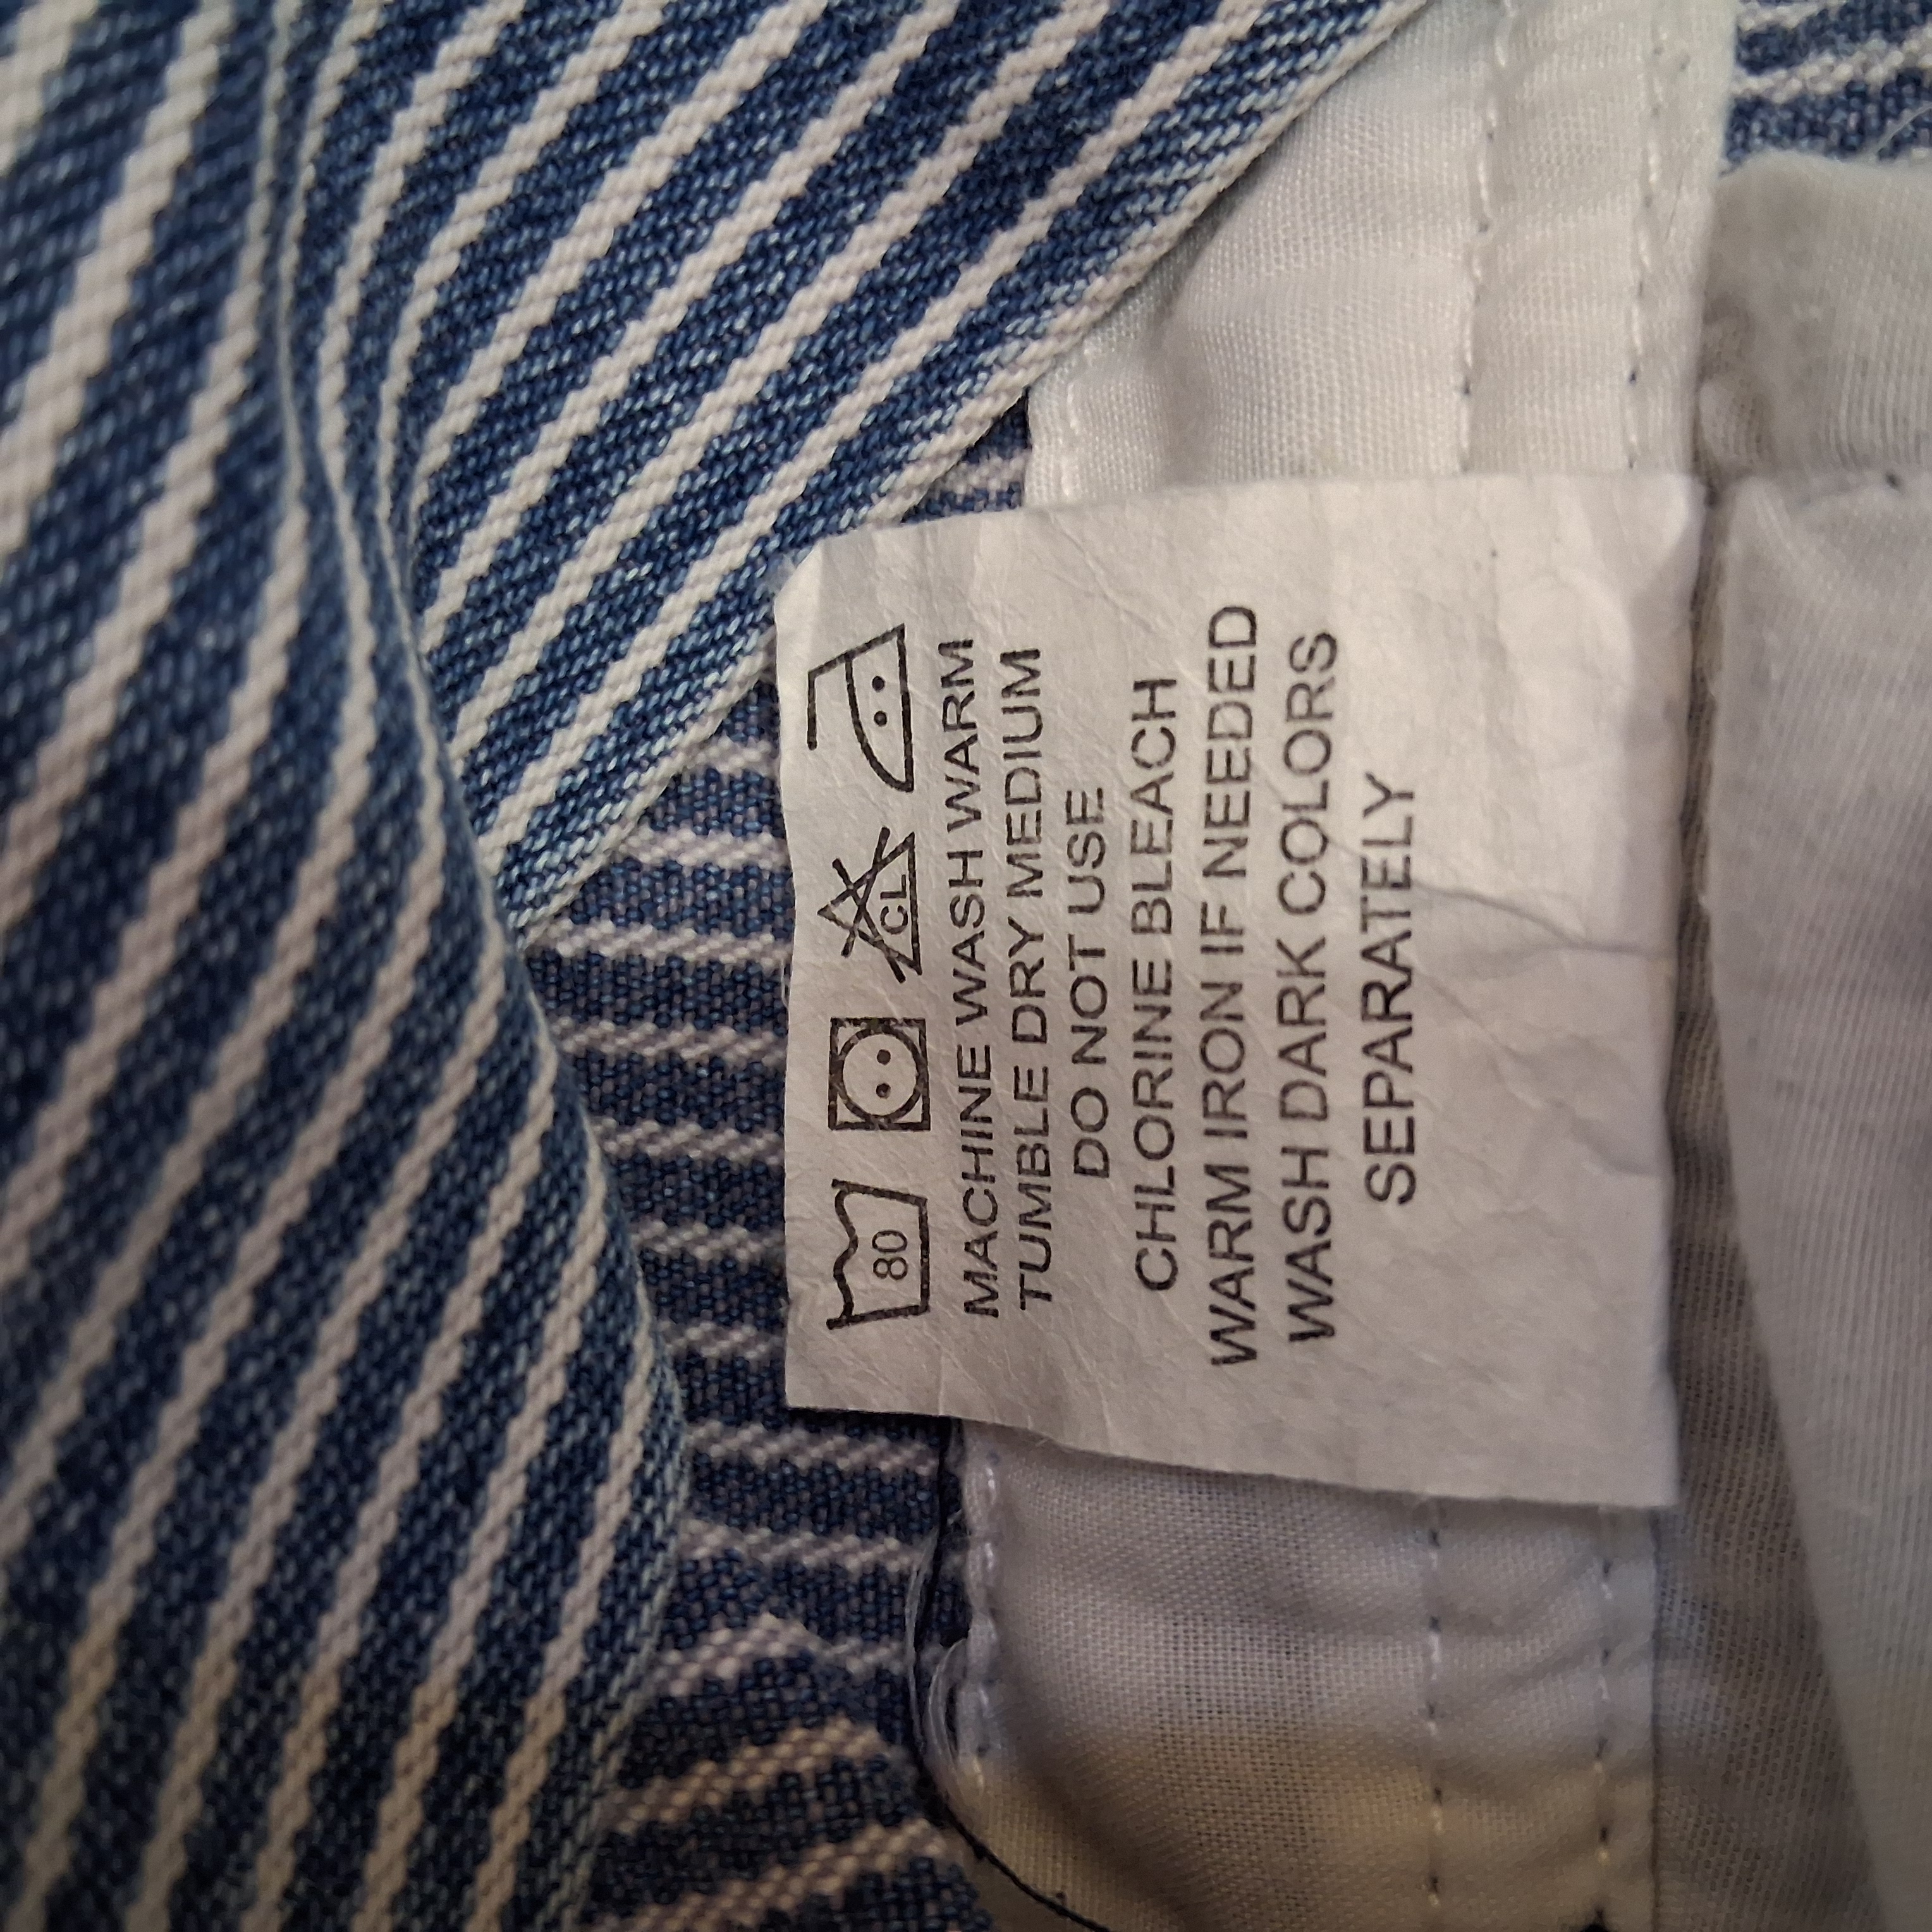 80 CL
MACHINE WASH WARM
TUMBLE DRY MEDIUM
DO NOT USE
CHLORINE BLEACH
WARM IRON IF NEEDED
WASH DARK COLORS
SEPARATELY